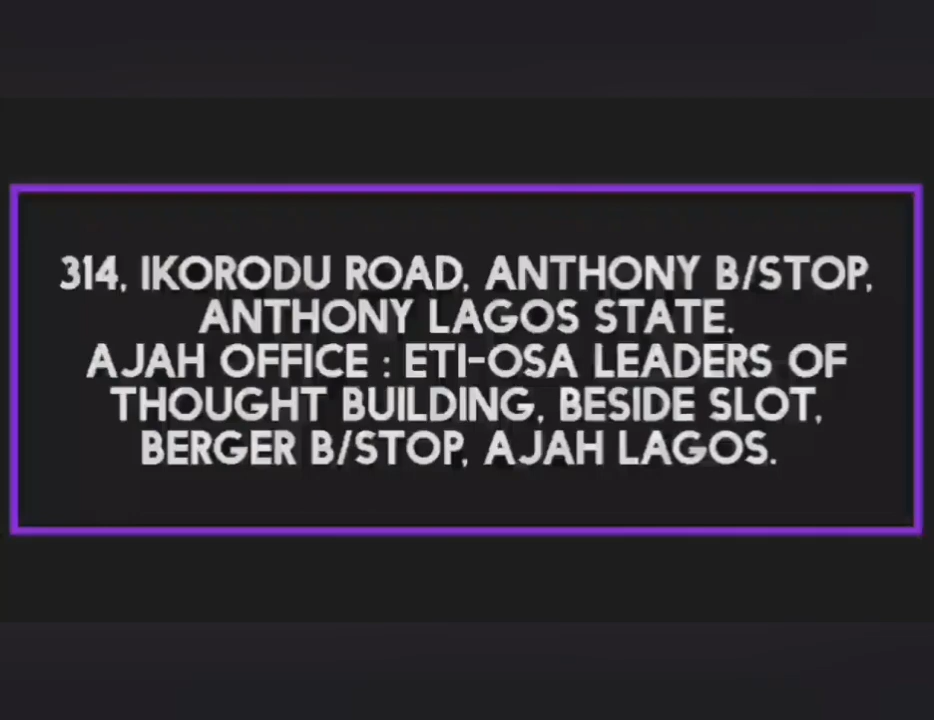 314, IKORODU ROAD, ANTHONY B/STOP,
ANTHONY LAGOS STATE.
AJAH OFFICE : ETI-OSA LEADERS OF
THOUGHT BUILDING, BESIDE SLOT,
BERGER B/STOP, AJAH LAGOS.